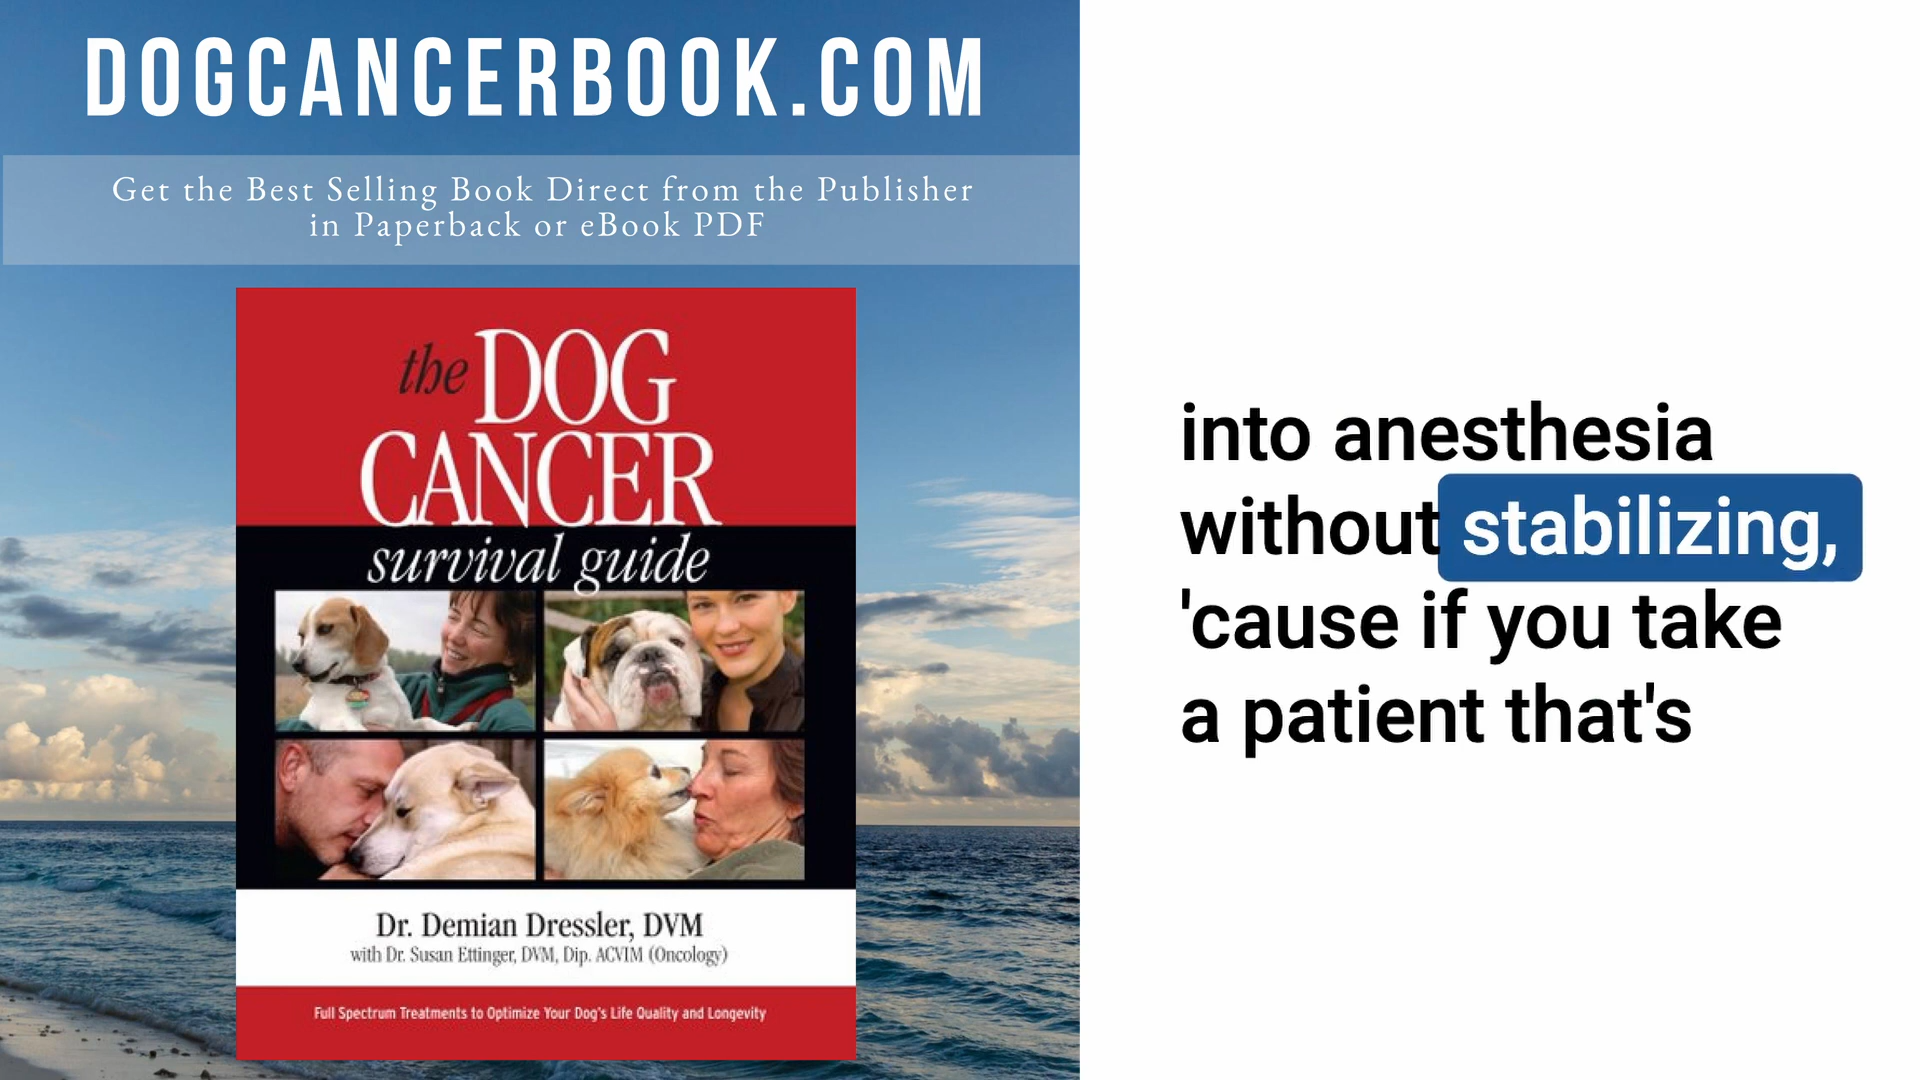 DOGCANCERBOOK.COM
Get the Best Selling Book Direct from the Publisher
in Paperback or eBook PDF
the DOG
CANCER
survival guide
Dr. Demian Dressler, DVM
with Dr. Susan Ettinger, DVM, Dip. ACVIM (Oncology)
Full Spectrum Treatments to Optimize Your Dog's Life Quality and Longevity
into anesthesia
without stabilizing,
'cause if you take
a patient that's